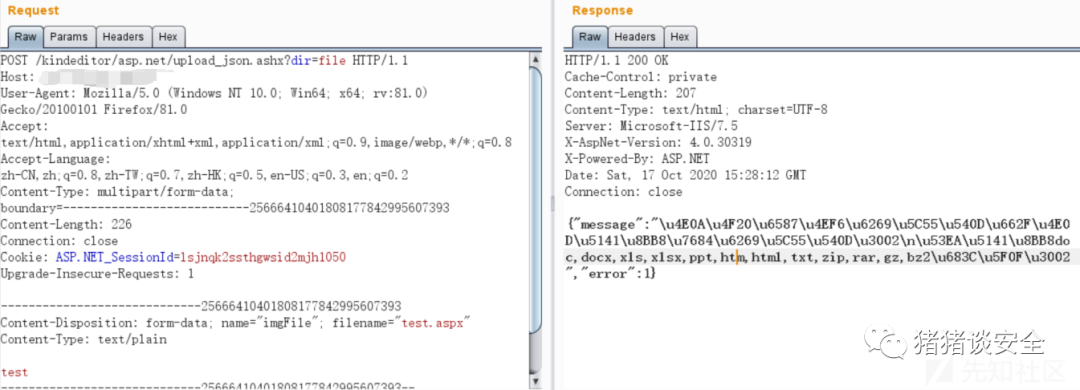 Request
Raw Params Headers Hex
POST /kindeditor/asp.net/upload_json.ashx?dir=file HTTP/1.1
Host:
User-Agent: Mozilla/5.0 (Windows NT 10.0; Win64; x64; rv:81.0)
Gecko/20100101 Firefox/81.0
Accept:
text/html,application/xhtml+xml,application/xml;q=0.9,image/webp,*/*;q=0.8
Accept-Language:
zh-CN,zh;q=0.8,zh-TW;q=0.7,zh-HK;q=0.5,en-US;q=0.3,en;q=0.2
Content-Type: multipart/form-data;
boundary=---------------------------25666410401808177842995607393
Content-Length: 226
Connection: close
Cookie: ASP.NET_SessionId=lsjnqk2ssthgwsid2mjhl050
Upgrade-Insecure-Requests: 1
-----------------------------25666410401808177842995607393
Content-Disposition: form-data; name="imgFile"; filename="test.aspx"
Content-Type: text/plain
test
-----------------------------25666410401808177842995607393--
Response
Raw Headers Hex
HTTP/1.1 200 OK
Cache-Control: private
Content-Length: 207
Content-Type: text/html; charset=UTF-8
Server: Microsoft-IIS/7.5
X-AspNet-Version: 4.0.30319
X-Powered-By: ASP.NET
Date: Sat, 17 Oct 2020 15:28:12 GMT
Connection: close
{"message":"\u4E0A\u4F20\u6587\u4EF6\u6269\u5C55\u540D\u662F\u4E0
D\u5141\u8BB8\u7684\u6269\u5C55\u540D\u3002\n\u53EA\u5141\u8BB8do
c,docx,xls,xlsx,ppt,htm,html,txt,zip,rar,gz,bz2\u683C\u5F0F\u3002
","error":1}
猪猪谈安全
先知社区